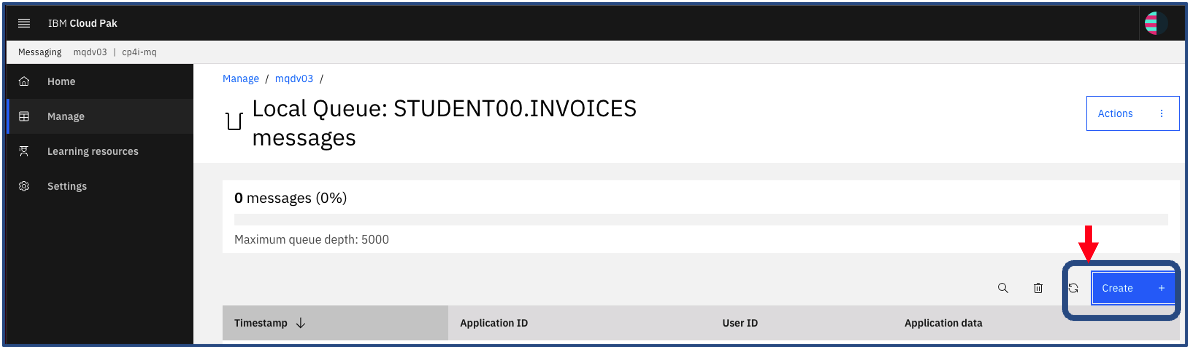 IBM Cloud Pak
Messaging mqdv03 | cp4i-mq
Home
Manage
Learning resources
Settings
Manage / mqdv03 /
Local Queue: STUDENT00.INVOICES
messages
Actions
0 messages (0%)
Maximum queue depth: 5000
Create +
Timestamp ↓ Application ID User ID Application data